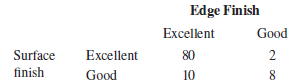 Edge Finish
Excellent Good
Surface Excellent 80 2
finish Good 10 8